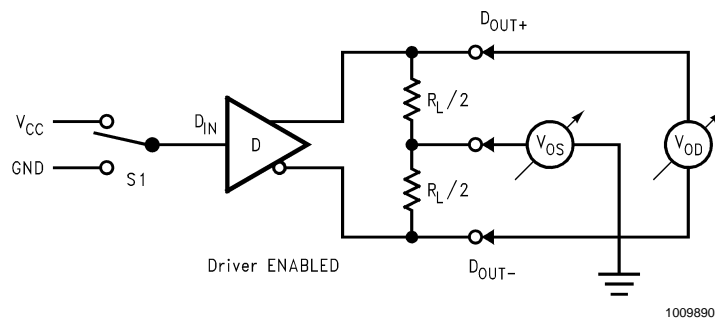 DOUT+
VCC
DIN
RL/2
D
VOS
VOD
GND
S1
RL/2
Driver ENABLED
DOUT-
1009890